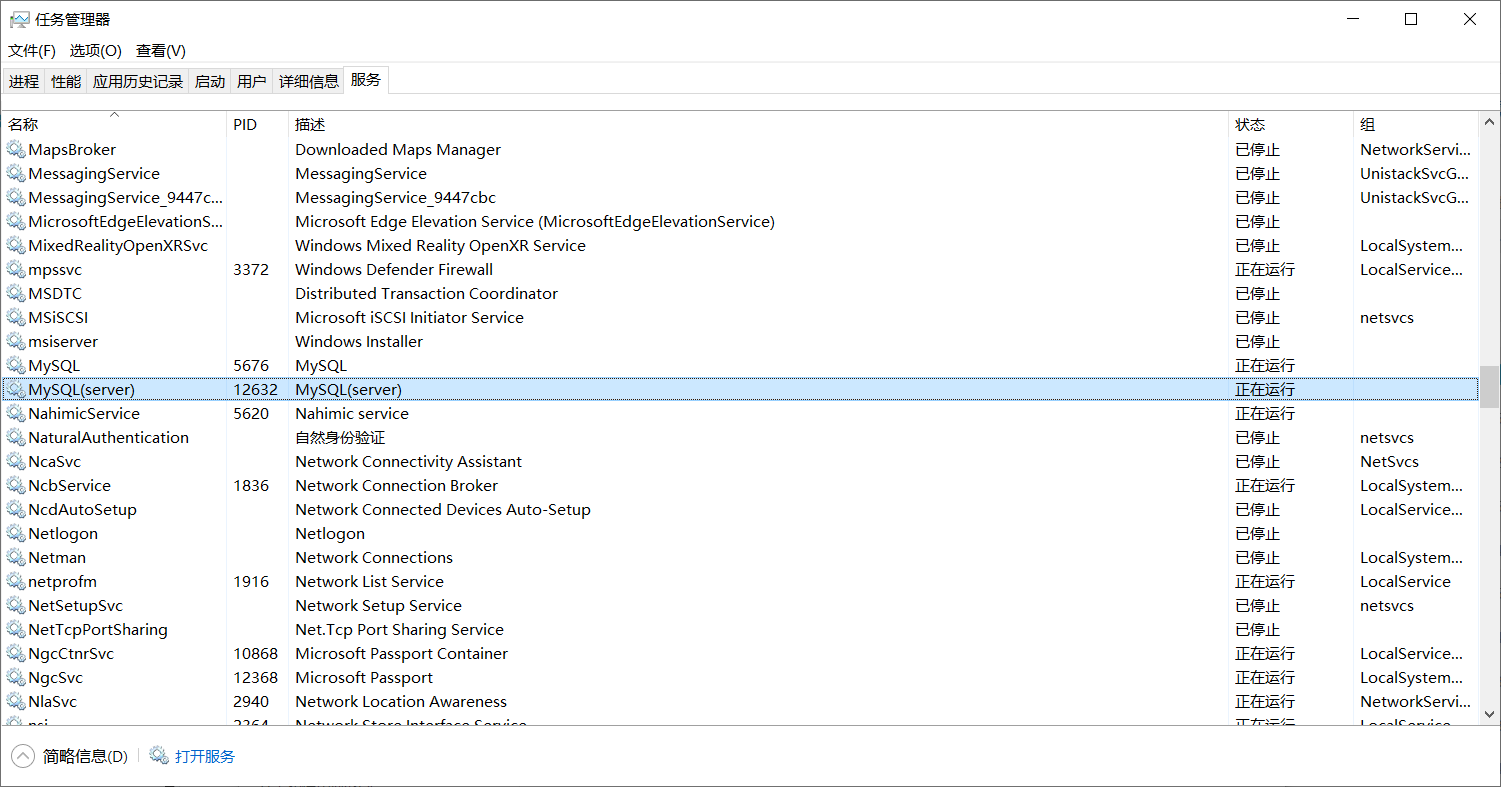 任务管理器
文件(F) 选项(O) 查看(V)
进程 性能 应用历史记录 启动 用户 详细信息 服务
名称 PID 描述 状态 组
MapsBroker Downloaded Maps Manager 已停止 NetworkServi...
MessagingService MessagingService 已停止 UnistackSvcG...
MessagingService_9447c... MessagingService_9447cbc 已停止 UnistackSvcG...
MicrosoftEdgeElevationS... Microsoft Edge Elevation Service (MicrosoftEdgeElevationService) 已停止
MixedRealityOpenXRSvc Windows Mixed Reality OpenXR Service 已停止 LocalSystem...
mpssvc 3372 Windows Defender Firewall 正在运行 LocalService...
MSDTC Distributed Transaction Coordinator 已停止
MSiSCSI Microsoft iSCSI Initiator Service 已停止 netsvcs
msiserver Windows Installer 已停止
MySQL 5676 MySQL 正在运行
MySQL(server) 12632 MySQL(server) 正在运行
NahimicService 5620 Nahimic service 正在运行
NaturalAuthentication 自然身份验证 已停止 netsvcs
NcaSvc Network Connectivity Assistant 已停止 NetSvcs
NcbService 1836 Network Connection Broker 正在运行 LocalSystem...
NcdAutoSetup Network Connected Devices Auto-Setup 已停止 LocalService...
Netlogon Netlogon 已停止
Netman Network Connections 已停止 LocalSystem...
netprofm 1916 Network List Service 正在运行 LocalService
NetSetupSvc Network Setup Service 已停止 netsvcs
NetTcpPortSharing Net.Tcp Port Sharing Service 已停止
NgcCtnrSvc 10868 Microsoft Passport Container 正在运行 LocalService...
NgcSvc 12368 Microsoft Passport 正在运行 LocalSystem...
NlaSvc 2940 Network Location Awareness 正在运行 NetworkServi...
nsi 2364 Network Store Interface Service 正在运行 LocalService
简略信息(D) 打开服务